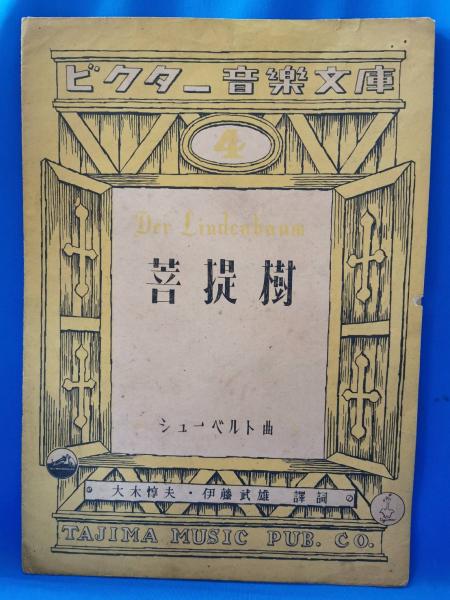 ビクター音樂文庫
4
Der Lindenbaum
菩提樹
シューベルト曲
大木惇夫・伊藤武雄 譯詞
TAJIMA MUSIC PUB. CO.